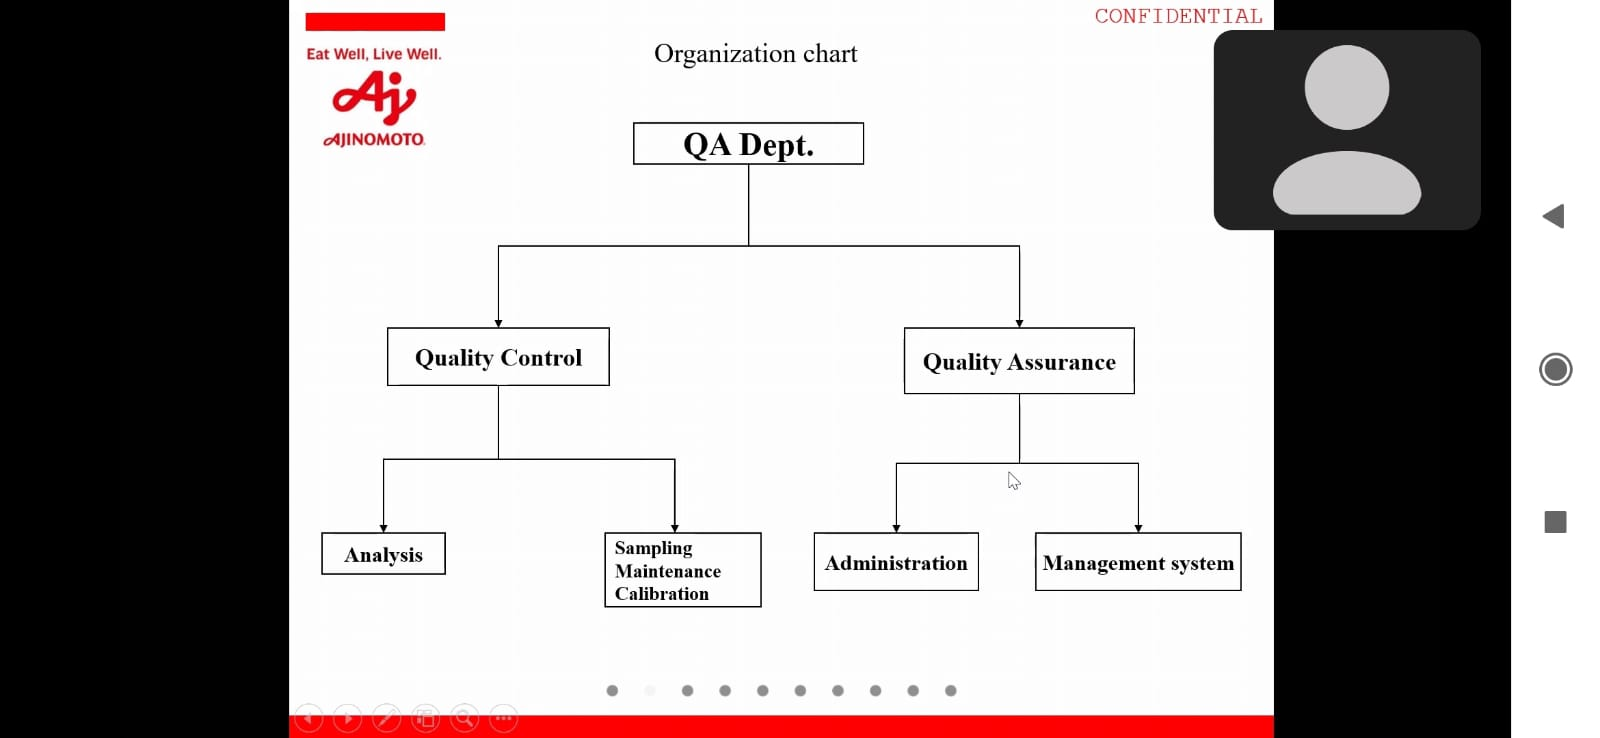 CONFIDENTIAL
Eat Well, Live Well.
Aj
AJINOMOTO.
Organization chart
QA Dept.
Quality Control
Quality Assurance
Analysis
Sampling
Maintenance
Calibration
Administration
Management system